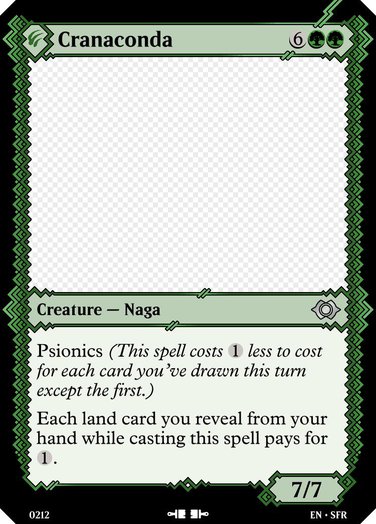 Cranaconda 6
Creature — Naga
Psionics (This spell costs 1 less to cost
for each card you've drawn this turn
except the first.)
Each land card you reveal from your
hand while casting this spell pays for
1.
7/7
0212 EN • SFR